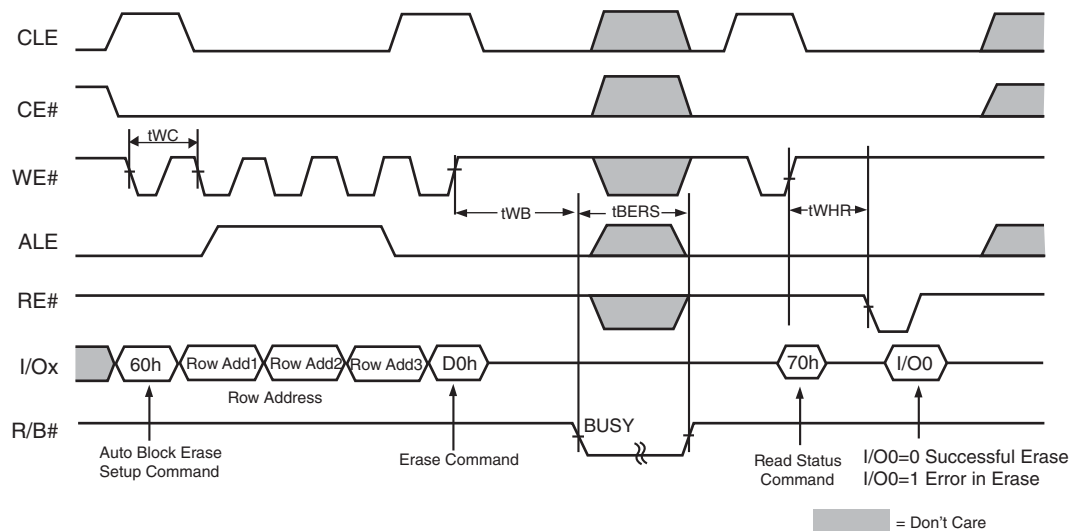 CLE
CE#
tWC
WE#
tWB
tBERS
tWHR
ALE
RE#
I/Ox
60h
Row Add1
Row Add2
Row Add3
D0h
70h
I/O0
Row Address
R/B#
BUSY
Auto Block Erase
Setup Command
Erase Command
Read Status
Command
I/O0=0 Successful Erase
I/O0=1 Error in Erase
= Don't Care